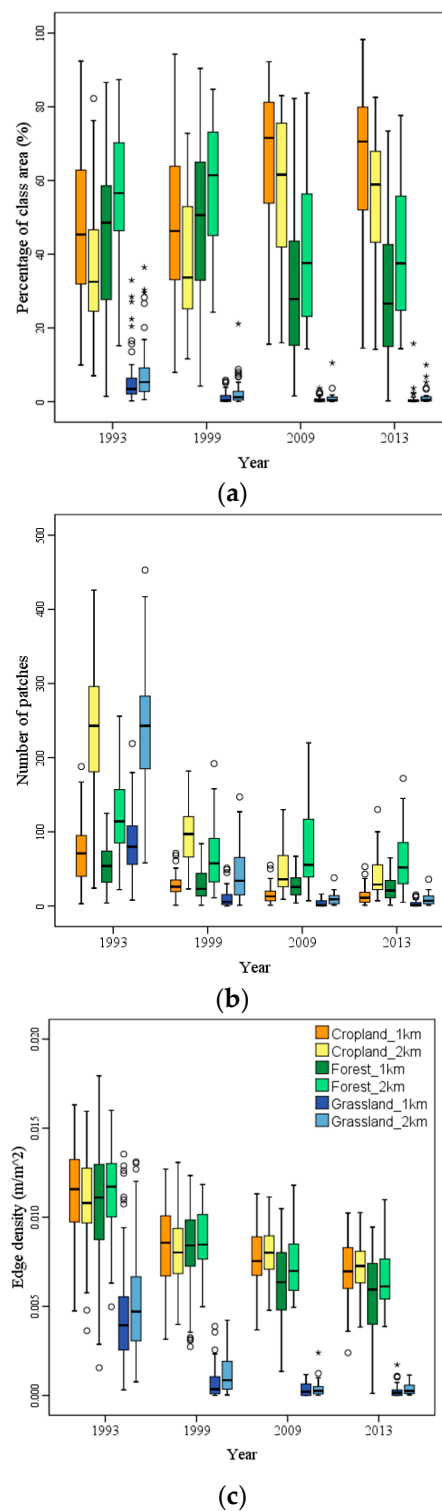 Percentage of class area (%)
100
80
60
40
20
0
1993 1999 2009 2013
Year
(a)
Number of patches
500
400
300
200
100
0
1993 1999 2009 2013
Year
(b)
Edge density (m/m^2)
0.020
0.015
0.010
0.005
0.000
Cropland_1km
Cropland_2km
Forest_1km
Forest_2km
Grassland_1km
Grassland_2km
1993 1999 2009 2013
Year
(c)